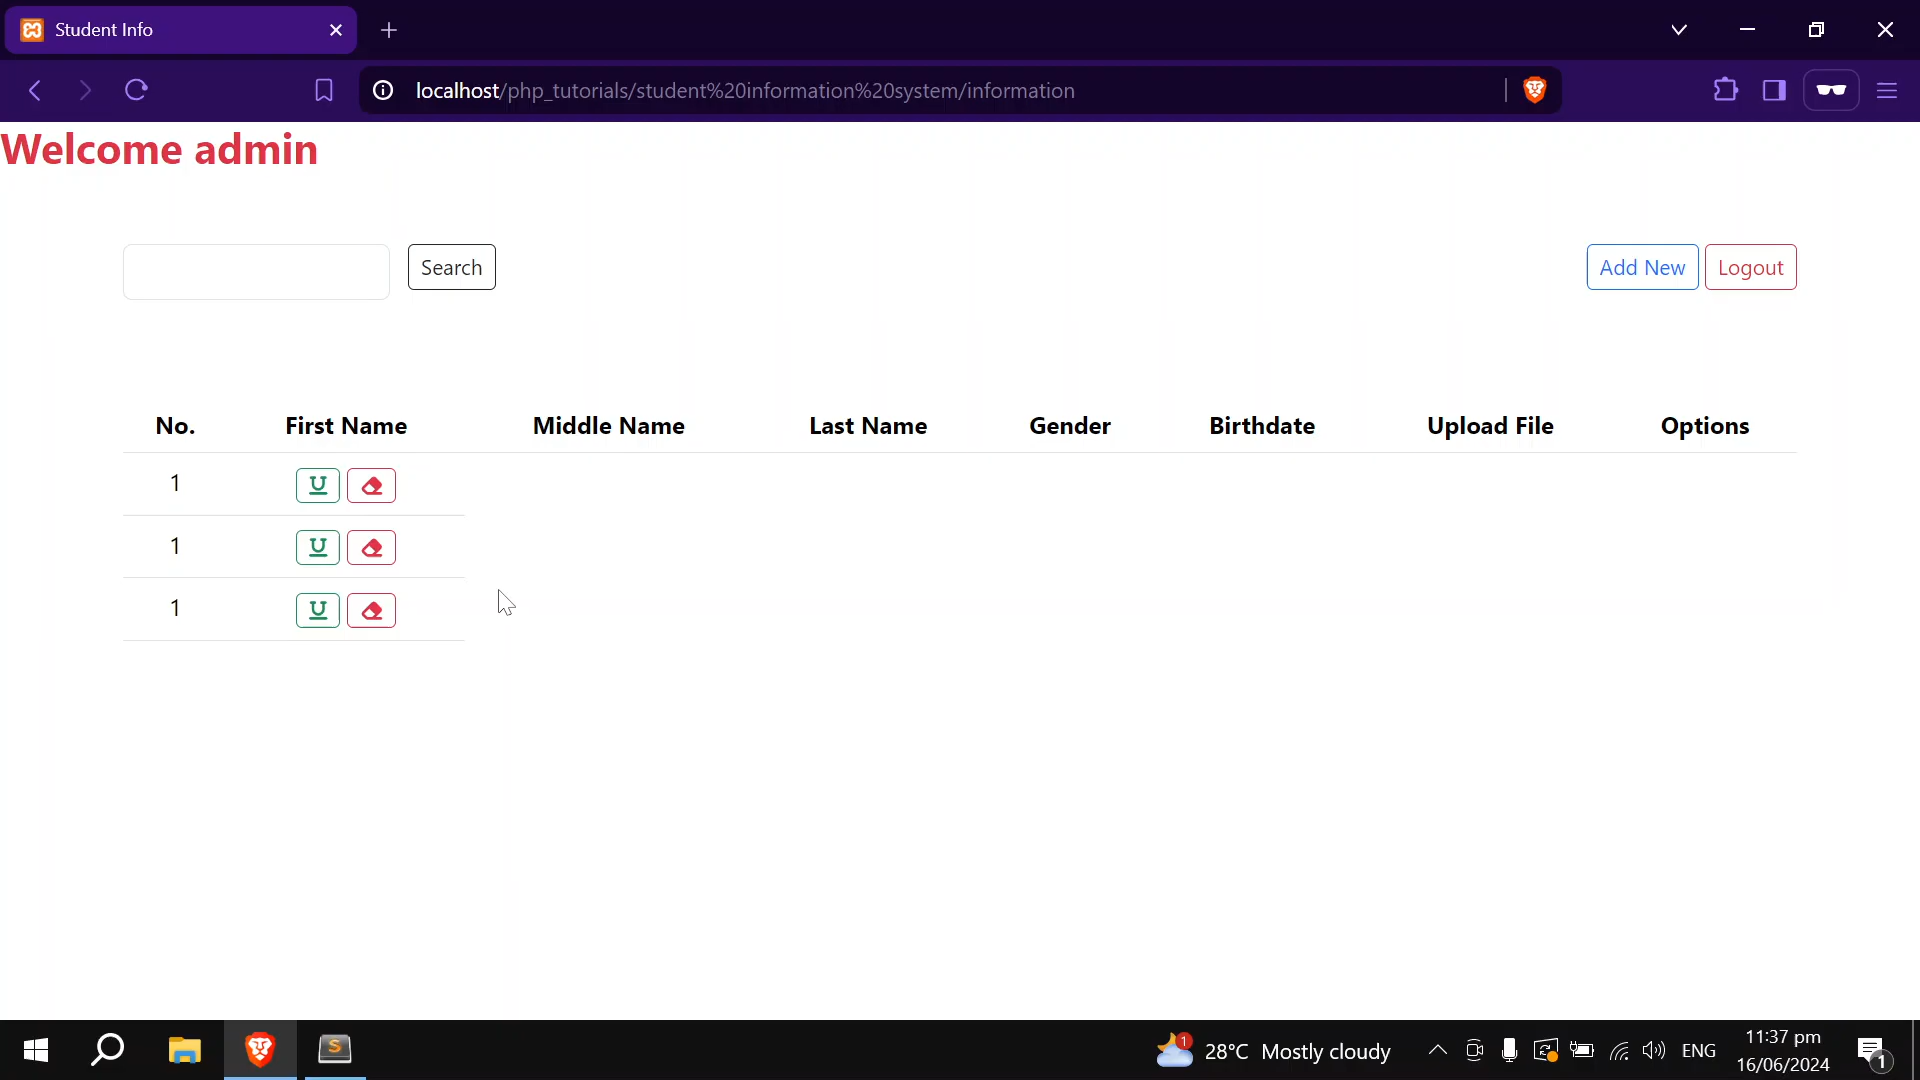 Student Info
localhost/php_tutorials/student%20information%20system/information
Welcome admin
Search
Add New
Logout
No. First Name Middle Name Last Name Gender Birthdate Upload File Options
1
1
1
1 28°C Mostly cloudy ENG 11:37 pm
16/06/2024
1